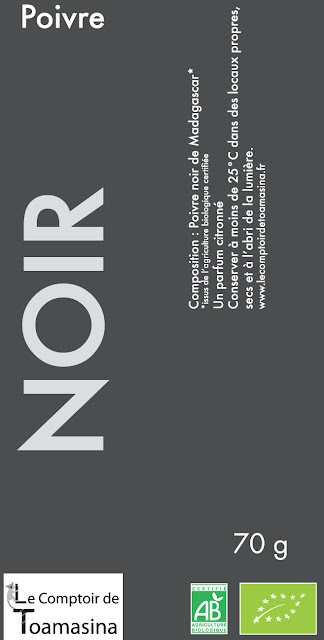 Poivre
NOIR
Composition : Poivre noir de Madagascar*
*issus de l'agriculture biologique certifiée
Un parfum citronné
Conserver à moins de 25°C dans des locaux propres,
secs et à l'abri de la lumière.
www.lecomptoirdetoamasina.fr
70 g
Le Comptoir de
Toamasina
CERTIFIÉ
AB
AGRICULTURE
BIOLOGIQUE